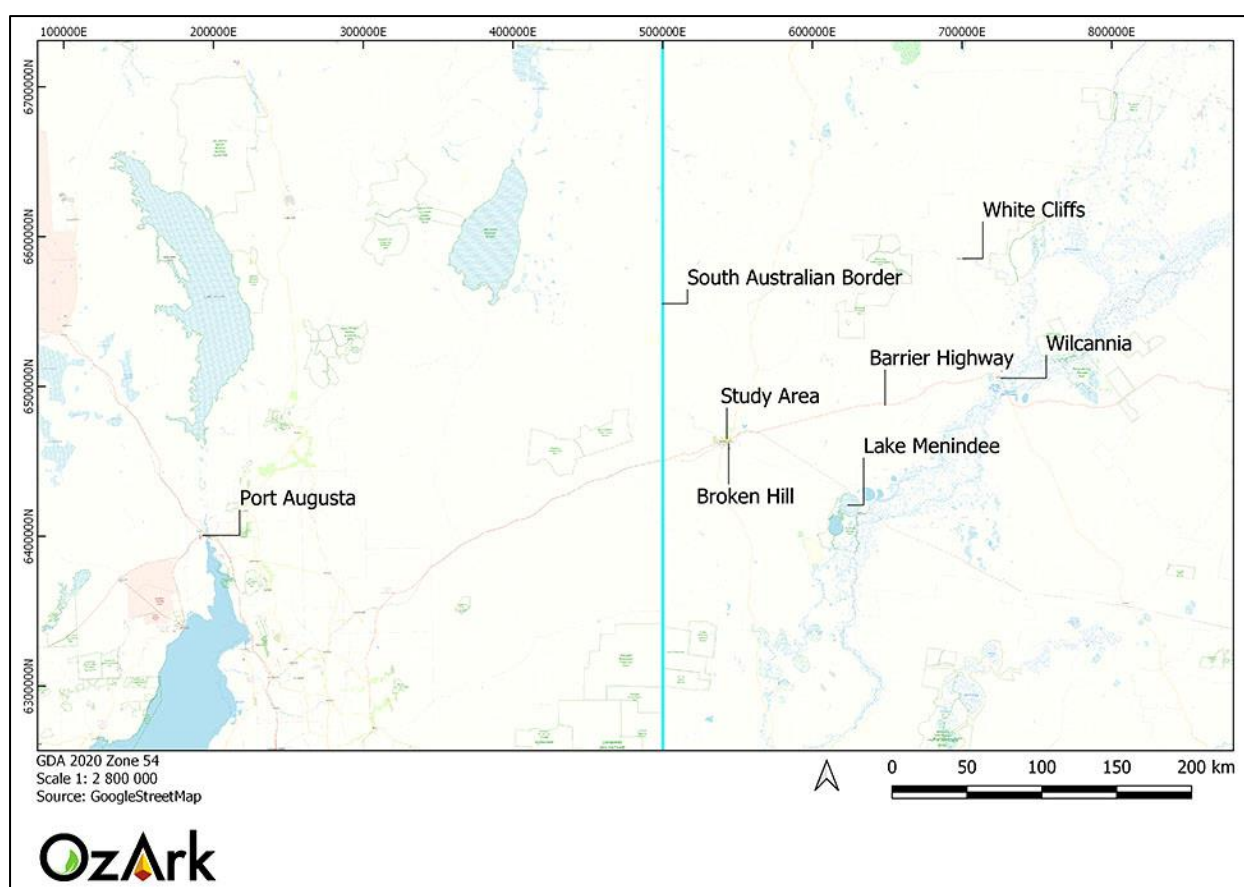 100000E 200000E 300000E 400000E 500000E 600000E 700000E 800000E
6700000N
6600000N
6500000N
6400000N
6300000N
White Cliffs
South Australian Border
Wilcannia
Barrier Highway
Study Area
Lake Menindee
Broken Hill
Port Augusta
GDA 2020 Zone 54
Scale 1: 2 800 000
Source: GoogleStreetMap
0 50 100 150 200 km
OzArk